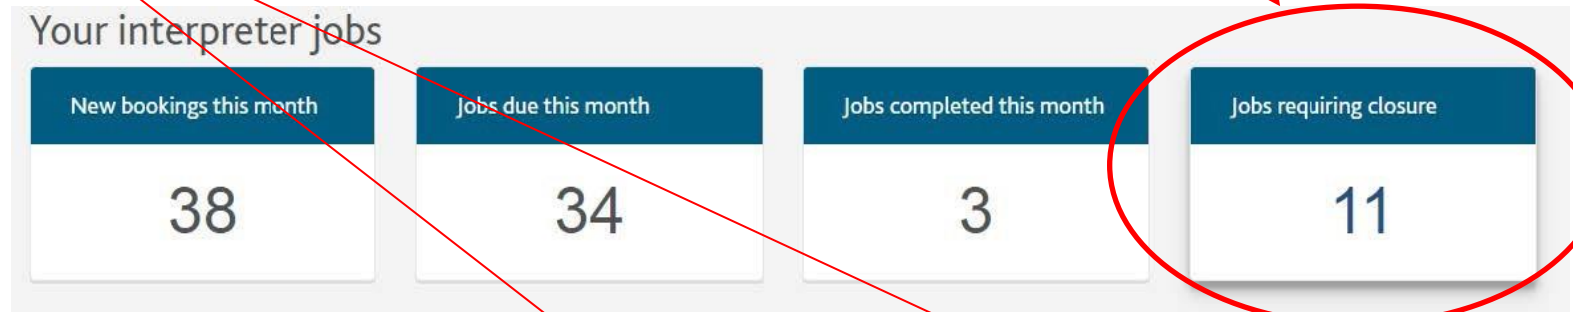 Your interpreter jobs
New bookings this month
Jobs due this month
Jobs completed this month
Jobs requiring closure
38
34
3
11